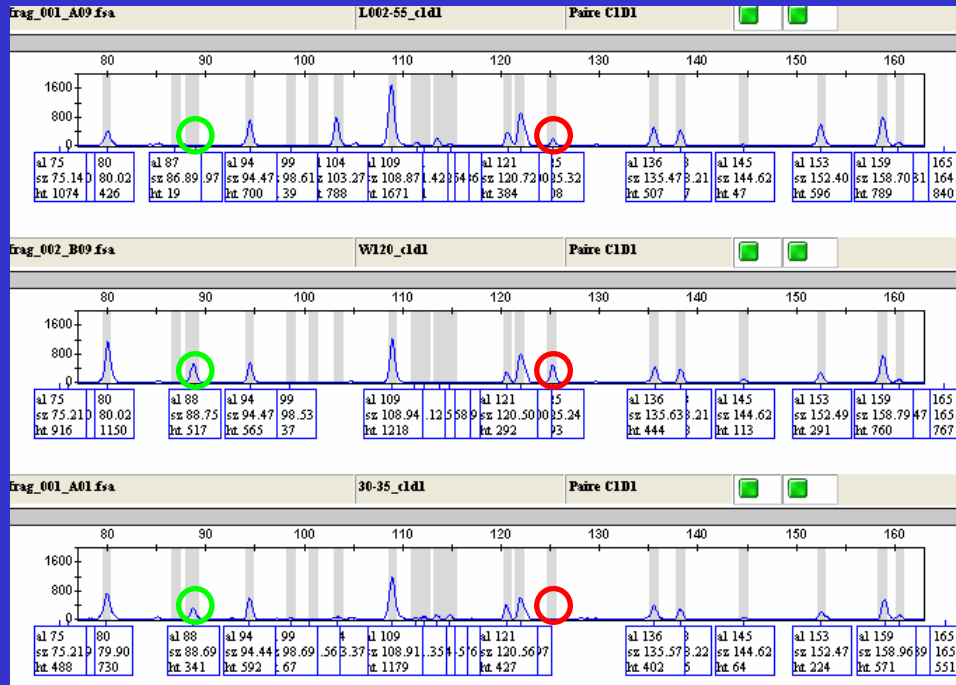 frag_001_A09.fsa L002-55_c1d1 Paire C1D1
80 90 100 110 120 130 140 150 160
1600
800
0
al 75 80 al 87 al 94 99 104 al 109 al 121 al 136 al 145 al 153 al 159 165
sz 75.14 80.02 sz 86.89 .97 sz 94.47 98.61 103.27 sz 108.87 sz 120.72 25.32 sz 135.47 sz 144.62 sz 152.40 sz 158.70 164
ht 1074 426 ht 19 ht 700 39 788 ht 1671 ht 384 ht 507 ht 47 ht 596 ht 789 840
frag_002_B09.fsa W120_c1d1 Paire C1D1
80 90 100 110 120 130 140 150 160
1600
800
0
al 75 80 al 88 al 94 99 al 109 al 121 al 136 al 145 al 153 al 159 165
sz 75.21 80.02 sz 88.75 sz 94.47 98.53 sz 108.94 sz 120.50 25.24 sz 135.63 sz 144.62 sz 152.49 sz 158.79 165
ht 916 1150 ht 517 ht 565 37 ht 1218 ht 292 ht 444 ht 113 ht 291 ht 760 767
frag_001_A01.fsa 30-35_c1d1 Paire C1D1
80 90 100 110 120 130 140 150 160
1600
800
0
al 75 80 al 88 al 94 99 al 109 al 121 al 136 al 145 al 153 al 159 165
sz 75.21 79.90 sz 88.69 sz 94.44 98.69 sz 108.91 sz 120.56 sz 135.57 sz 144.62 sz 152.47 sz 158.96 165
ht 488 730 ht 341 ht 592 67 ht 1179 ht 427 ht 402 ht 64 ht 224 ht 571 551